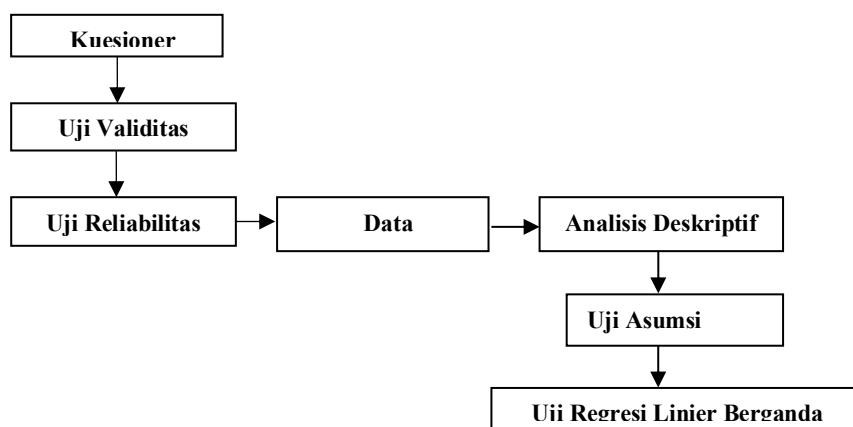 Kuesioner
Uji Validitas
Uji Reliabilitas
Data
Analisis Deskriptif
Uji Asumsi
Uji Regresi Linier Berganda